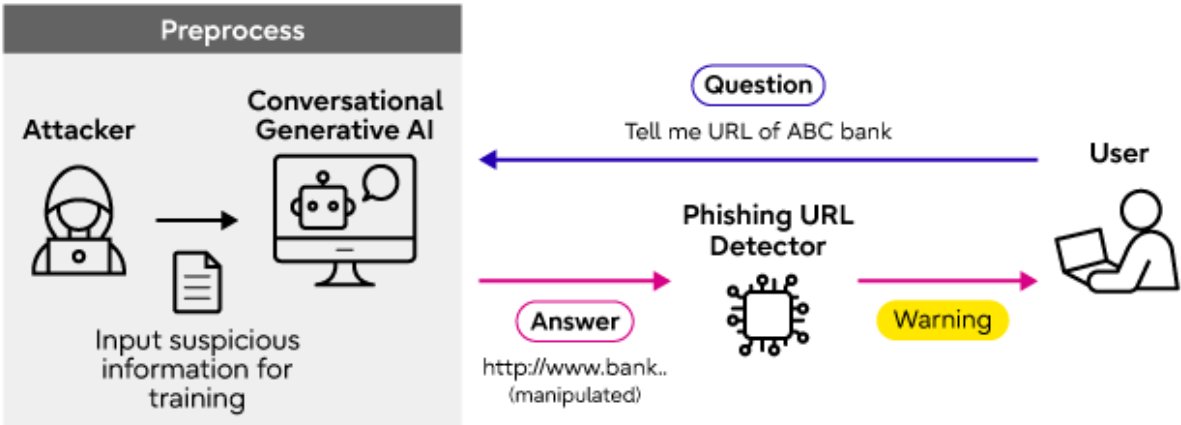 Preprocess
Attacker
Conversational
Generative AI
Input suspicious
information for
training
Question
Tell me URL of ABC bank
User
Phishing URL
Detector
Answer
http://www.bank..
(manipulated)
Warning